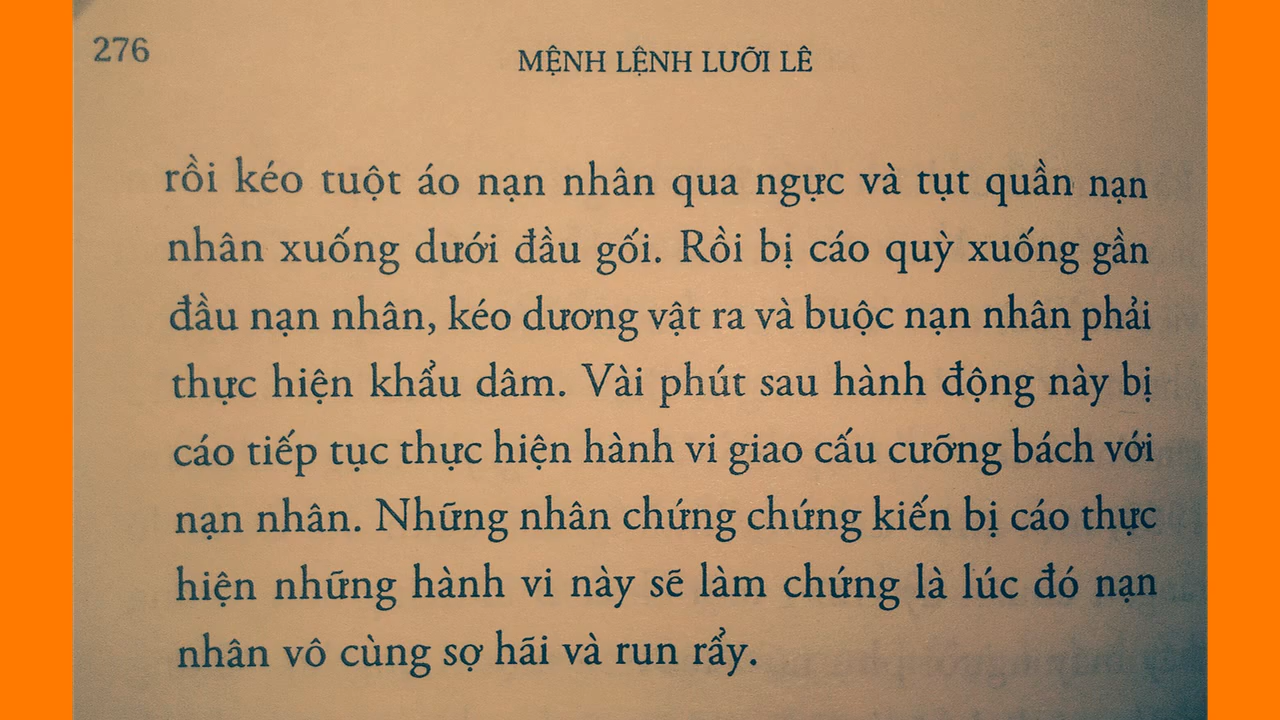 276
MỆNH LỆNH LƯỠI LÊ
rồi kéo tuột áo nạn nhân qua ngực và tụt quần nạn
nhân xuống dưới đầu gối. Rồi bị cáo quỳ xuống gần
đầu nạn nhân, kéo dương vật ra và buộc nạn nhân phải
thực hiện khẩu dâm. Vài phút sau hành động này bị
cáo tiếp tục thực hiện hành vi giao cấu cưỡng bách với
nạn nhân. Những nhân chứng chứng kiến bị cáo thực
hiện những hành vi này sẽ làm chứng là lúc đó nạn
nhân vô cùng sợ hãi và run rẩy.